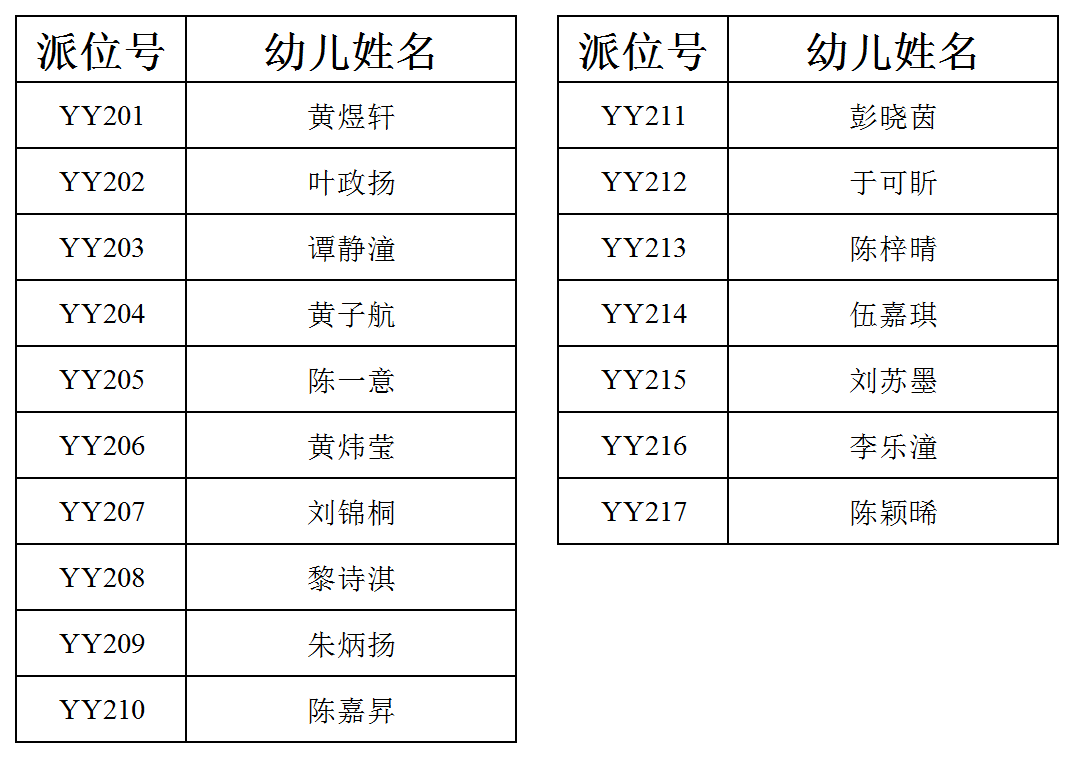 派位号 幼儿姓名
YY201 黄煜轩
YY202 叶政扬
YY203 谭静潼
YY204 黄子航
YY205 陈一意
YY206 黄炜莹
YY207 刘锦桐
YY208 黎诗淇
YY209 朱炳扬
YY210 陈嘉昇
派位号 幼儿姓名
YY211 彭晓茵
YY212 于可昕
YY213 陈梓晴
YY214 伍嘉琪
YY215 刘苏墨
YY216 李乐潼
YY217 陈颖晞